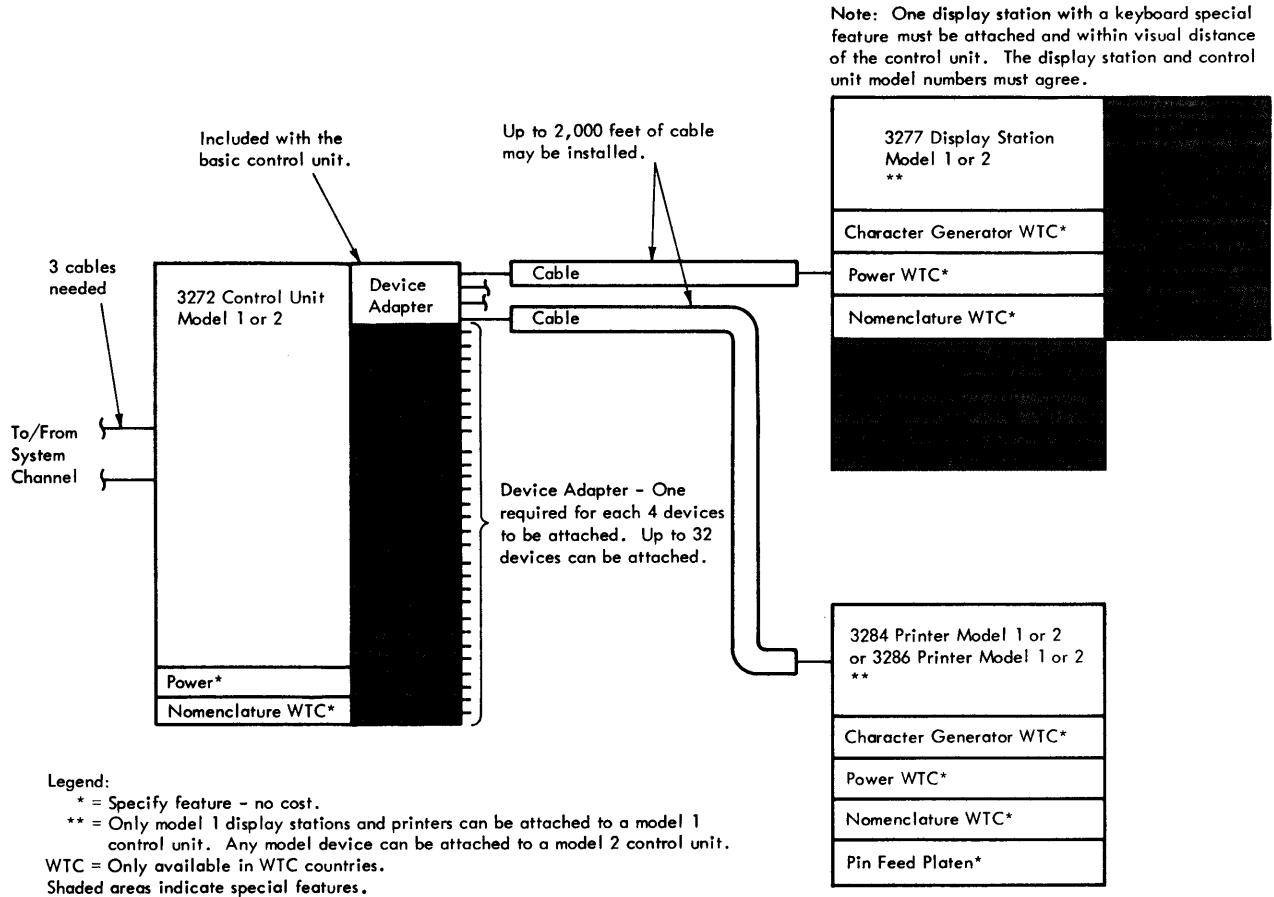 Note: One display station with a keyboard special
feature must be attached and within visual distance
of the control unit. The display station and control
unit model numbers must agree.
Included with the
basic control unit.
Up to 2,000 feet of cable
may be installed.
3277 Display Station
Model 1 or 2
**
Character Generator WTC*
Power WTC*
Nomenclature WTC*
3 cables
needed
3272 Control Unit
Model 1 or 2
Device
Adapter
Cable
Cable
To/From
System
Channel
Device Adapter - One
required for each 4 devices
to be attached. Up to 32
devices can be attached.
Power*
Nomenclature WTC*
3284 Printer Model 1 or 2
or 3286 Printer Model 1 or 2
**
Character Generator WTC*
Power WTC*
Nomenclature WTC*
Pin Feed Platen*
Legend:
* = Specify feature - no cost.
** = Only model 1 display stations and printers can be attached to a model 1
control unit. Any model device can be attached to a model 2 control unit.
WTC = Only available in WTC countries.
Shaded areas indicate special features.